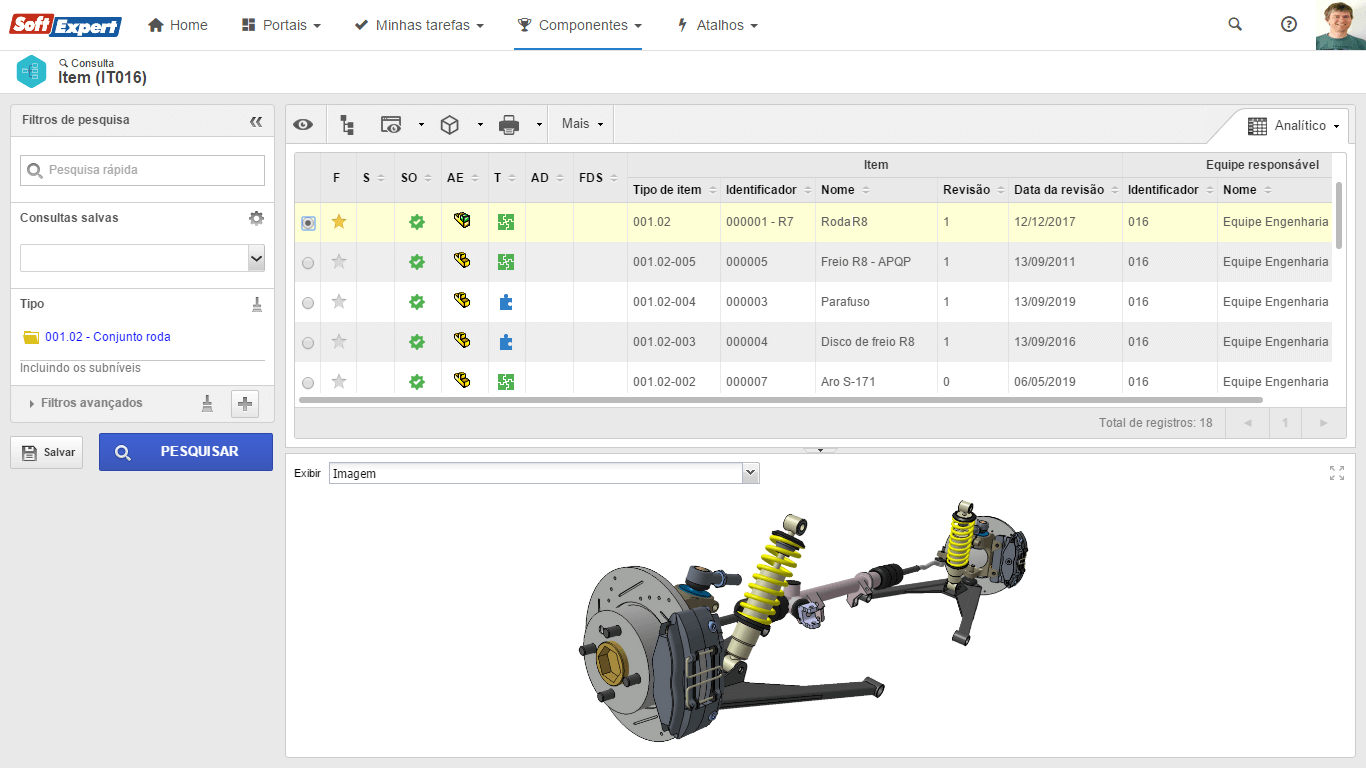 Soft Expert
Home Portais Minhas tarefas Componentes Atalhos
Consulta
Item (IT016)
Filtros de pesquisa
Pesquisa rápida
Consultas salvas
Tipo
001.02 - Conjunto roda
Incluindo os subníveis
Filtros avançados
Salvar PESQUISAR
Mais Analítico
Item Equipe responsável
F S SO AE T AD FDS
Tipo de item Identificador Nome Revisão Data da revisão Identificador Nome
001.02 000001 - R7 Roda R8 1 12/12/2017 016 Equipe Engenharia
001.02-005 000005 Freio R8 - APQP 1 13/09/2011 016 Equipe Engenharia
001.02-004 000003 Parafuso 1 13/09/2019 016 Equipe Engenharia
001.02-003 000004 Disco de freio R8 1 13/09/2016 016 Equipe Engenharia
001.02-002 000007 Aro S-171 0 06/05/2019 016 Equipe Engenharia
Total de registros: 18 1
Exibir Imagem